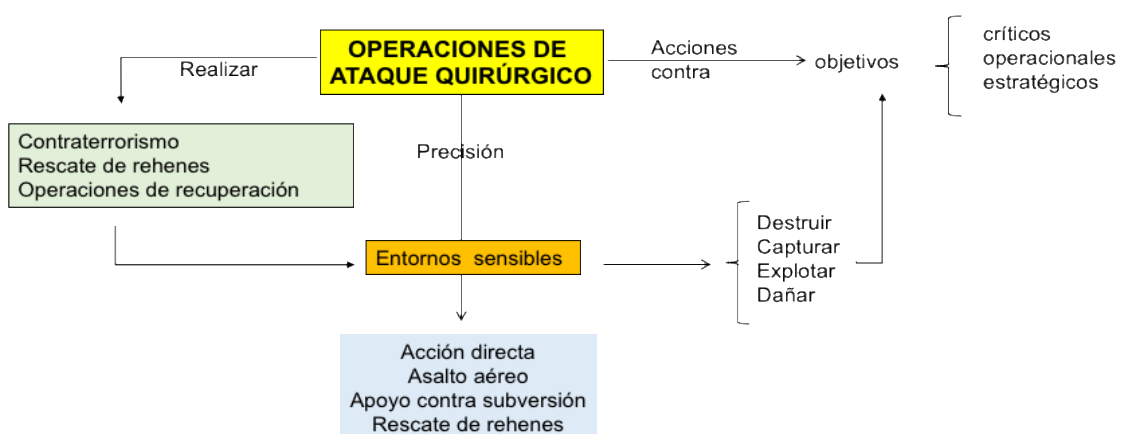 OPERACIONES DE
ATAQUE QUIRÚRGICO
Realizar
Acciones
contra
objetivos
críticos
operacionales
estratégicos
Contraterrorismo
Rescate de rehenes
Operaciones de recuperación
Precisión
Entornos sensibles
Destruir
Capturar
Explotar
Dañar
Acción directa
Asalto aéreo
Apoyo contra subversión
Rescate de rehenes